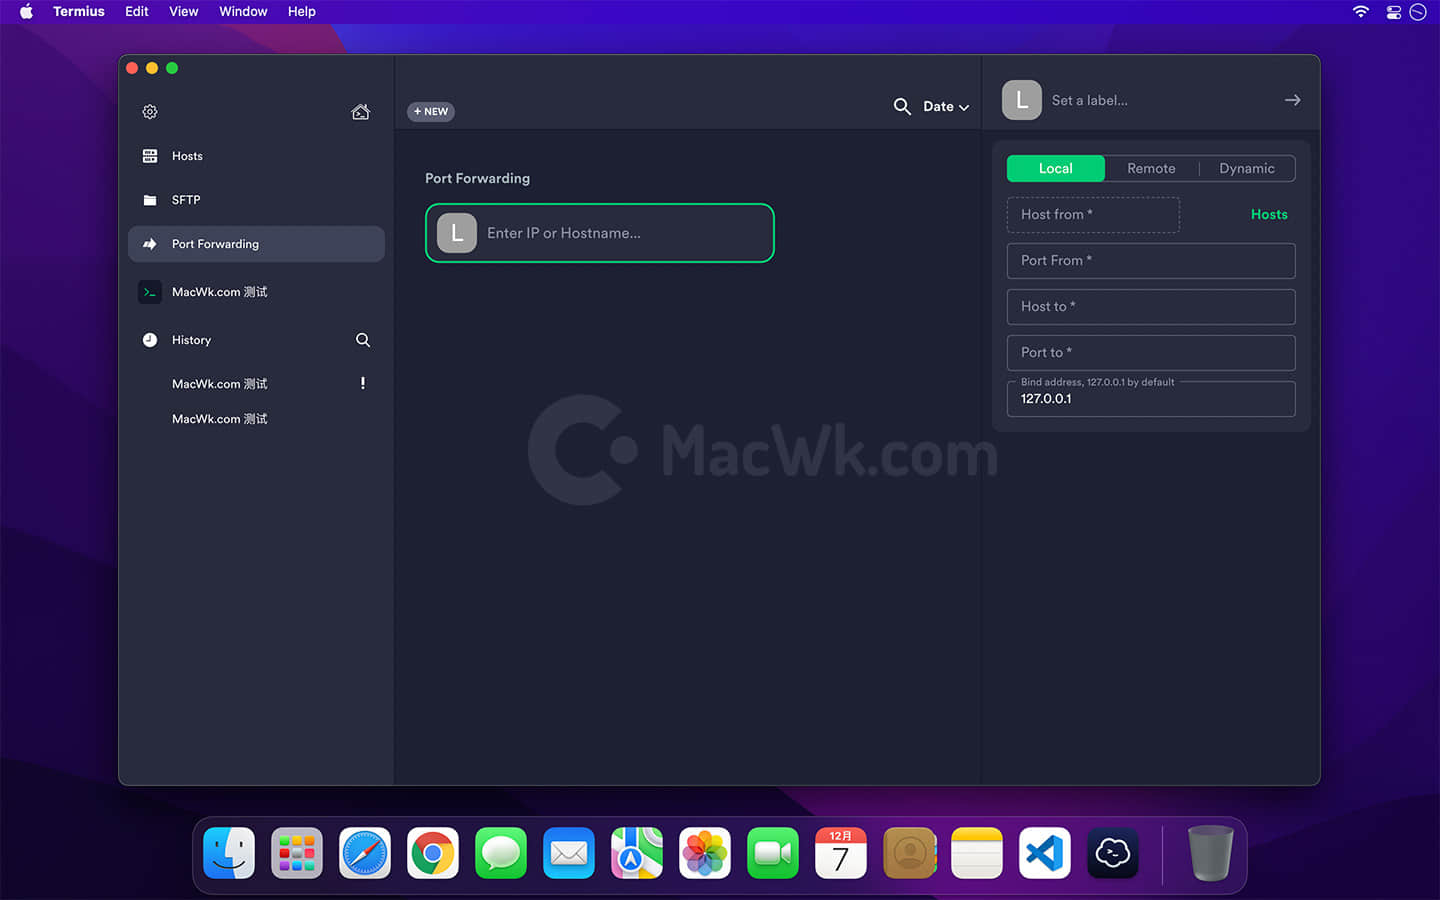 Termius Edit View Window Help
+ NEW
Date
L Set a label...
Hosts
SFTP
Port Forwarding
>_ MacWk.com 测试
History
MacWk.com 测试 !
MacWk.com 测试
Port Forwarding
L Enter IP or Hostname...
Local Remote Dynamic
Host from * Hosts
Port From *
Host to *
Port to *
Bind address, 127.0.0.1 by default
127.0.0.1
MacWk.com
12月
7